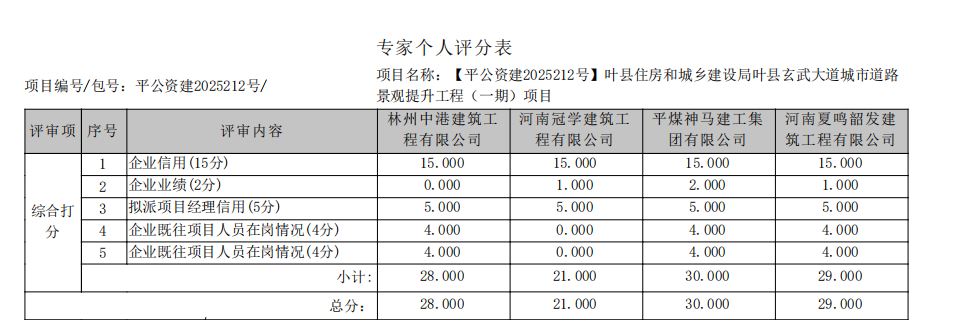 专家个人评分表
项目编号/包号：平公资建2025212号/
项目名称：【平公资建2025212号】叶县住房和城乡建设局叶县玄武大道城市道路
景观提升工程（一期）项目
评审项 序号 评审内容 林州中港建筑工程有限公司 河南冠学建筑工程有限公司 平煤神马建工集团有限公司 河南夏鸣韶发建筑工程有限公司
综合打分
1 企业信用(15分) 15.000 15.000 15.000 15.000
2 企业业绩(2分) 0.000 1.000 2.000 1.000
3 拟派项目经理信用(5分) 5.000 5.000 5.000 5.000
4 企业既往项目人员在岗情况(4分) 4.000 0.000 4.000 4.000
5 企业既往项目人员在岗情况(4分) 4.000 0.000 4.000 4.000
小计: 28.000 21.000 30.000 29.000
总分： 28.000 21.000 30.000 29.000